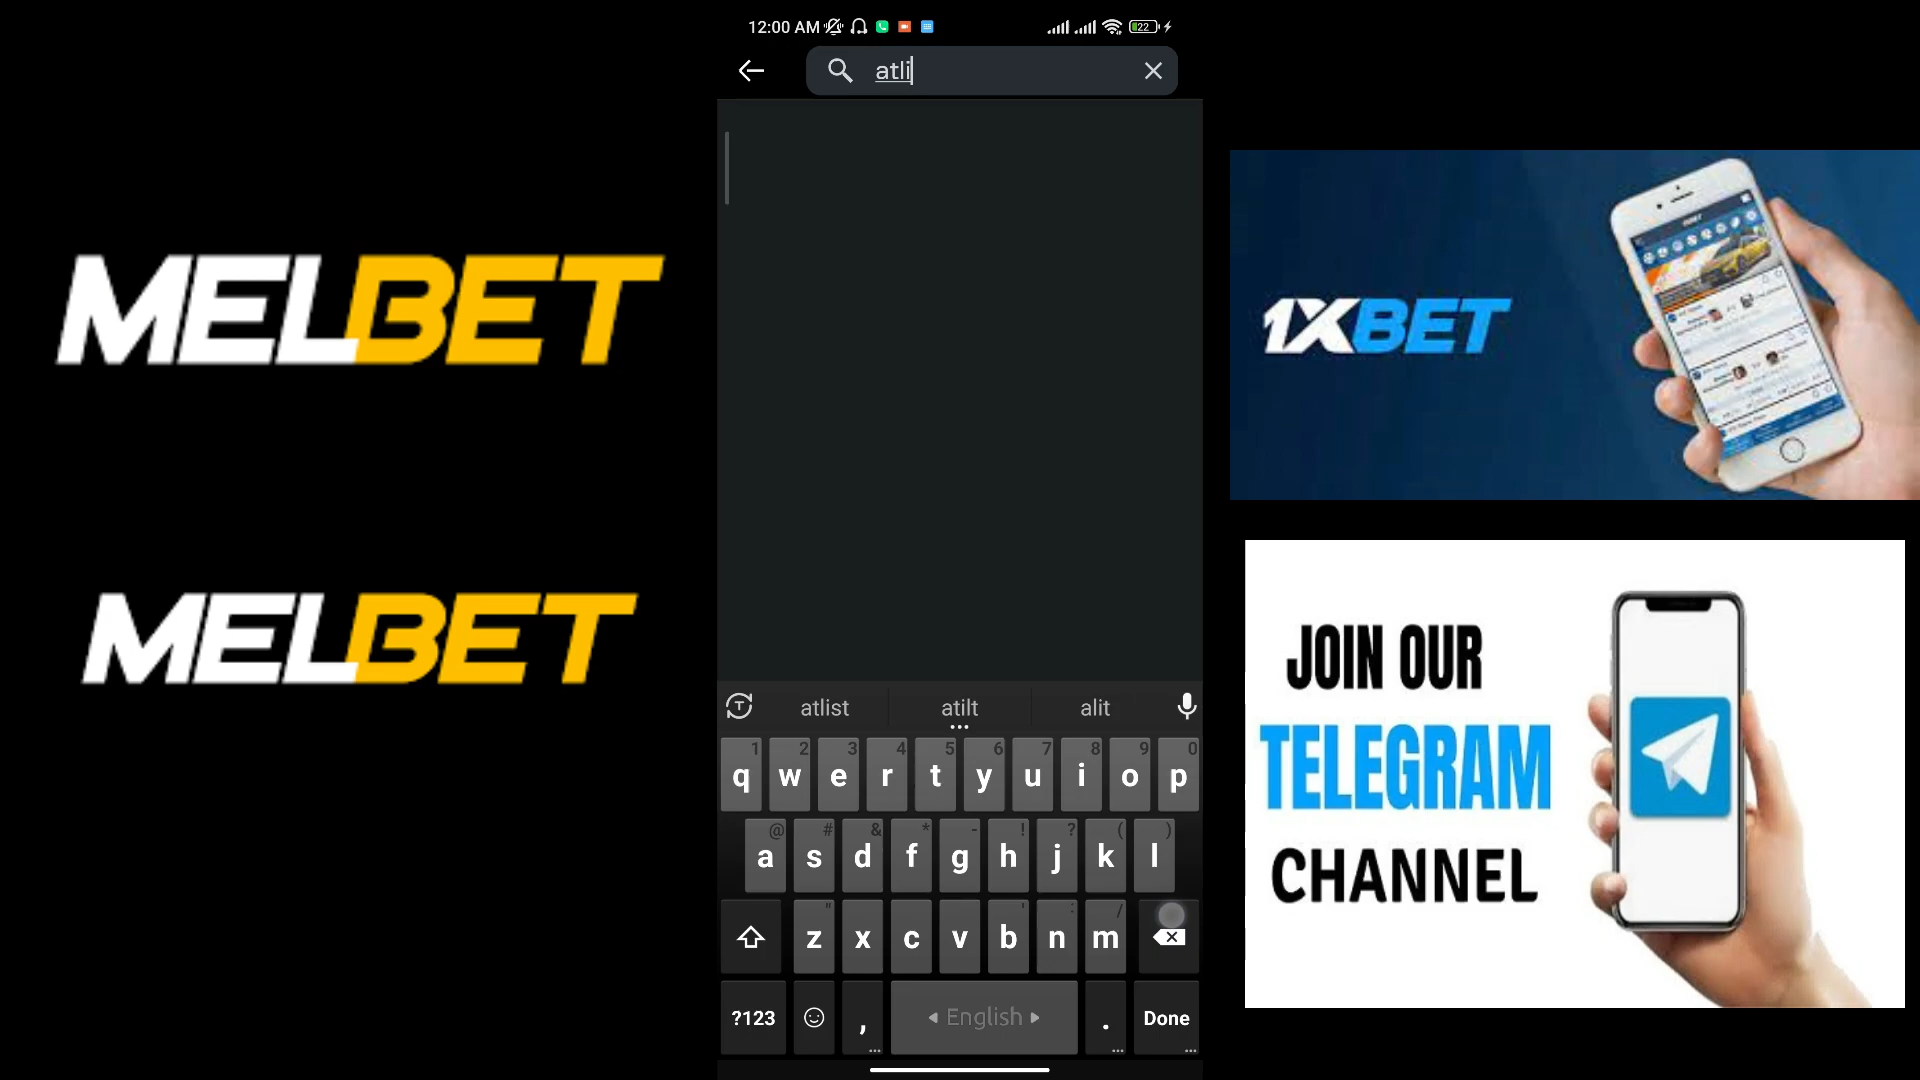 12:00 AM
22
atli
MELBET
MELBET
1XBET
JOIN OUR
TELEGRAM
CHANNEL
atlist atilt alit
1 2 3 4 5 6 7 8 9 0
q w e r t y u i o p
@ # & * - ! ? ( )
a s d f g h j k l
" ' : /
z x c v b n m
?123 , English . Done